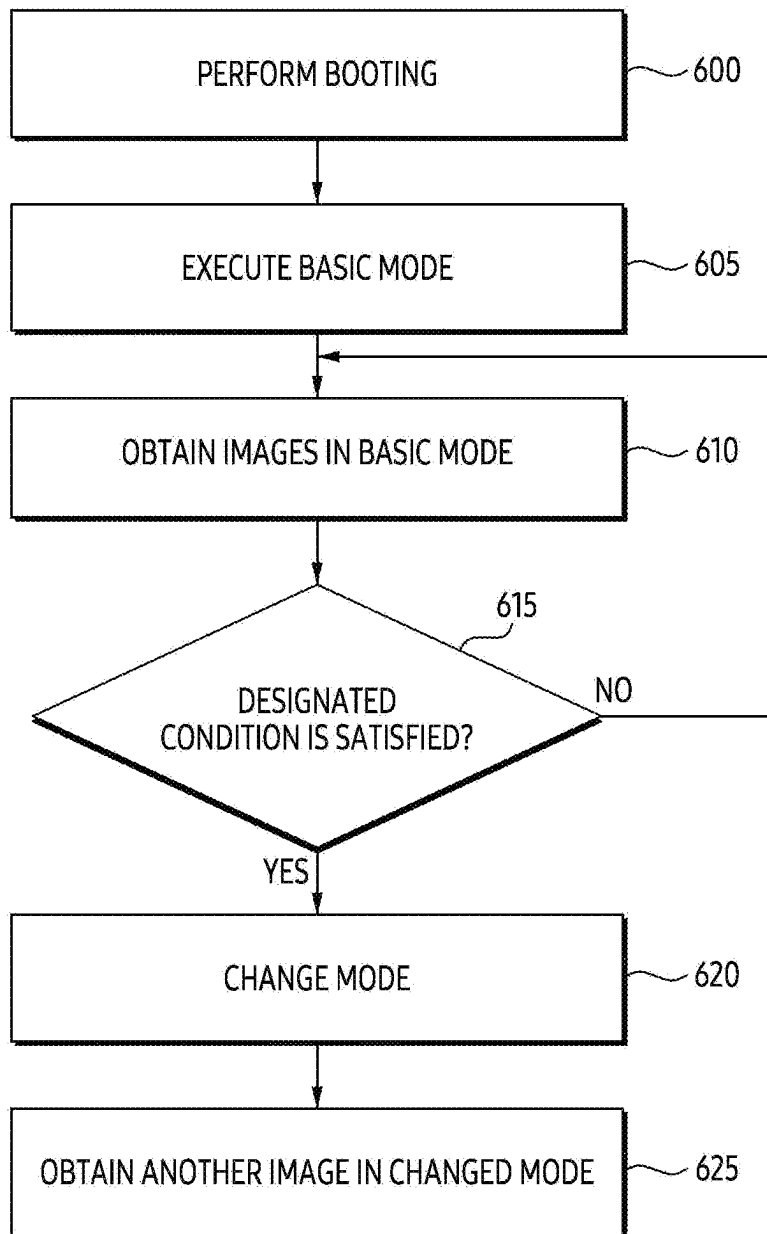 PERFORM BOOTING
600
EXECUTE BASIC MODE
605
OBTAIN IMAGES IN BASIC MODE
610
615
DESIGNATED
CONDITION IS SATISFIED?
NO
YES
CHANGE MODE
620
OBTAIN ANOTHER IMAGE IN CHANGED MODE
625